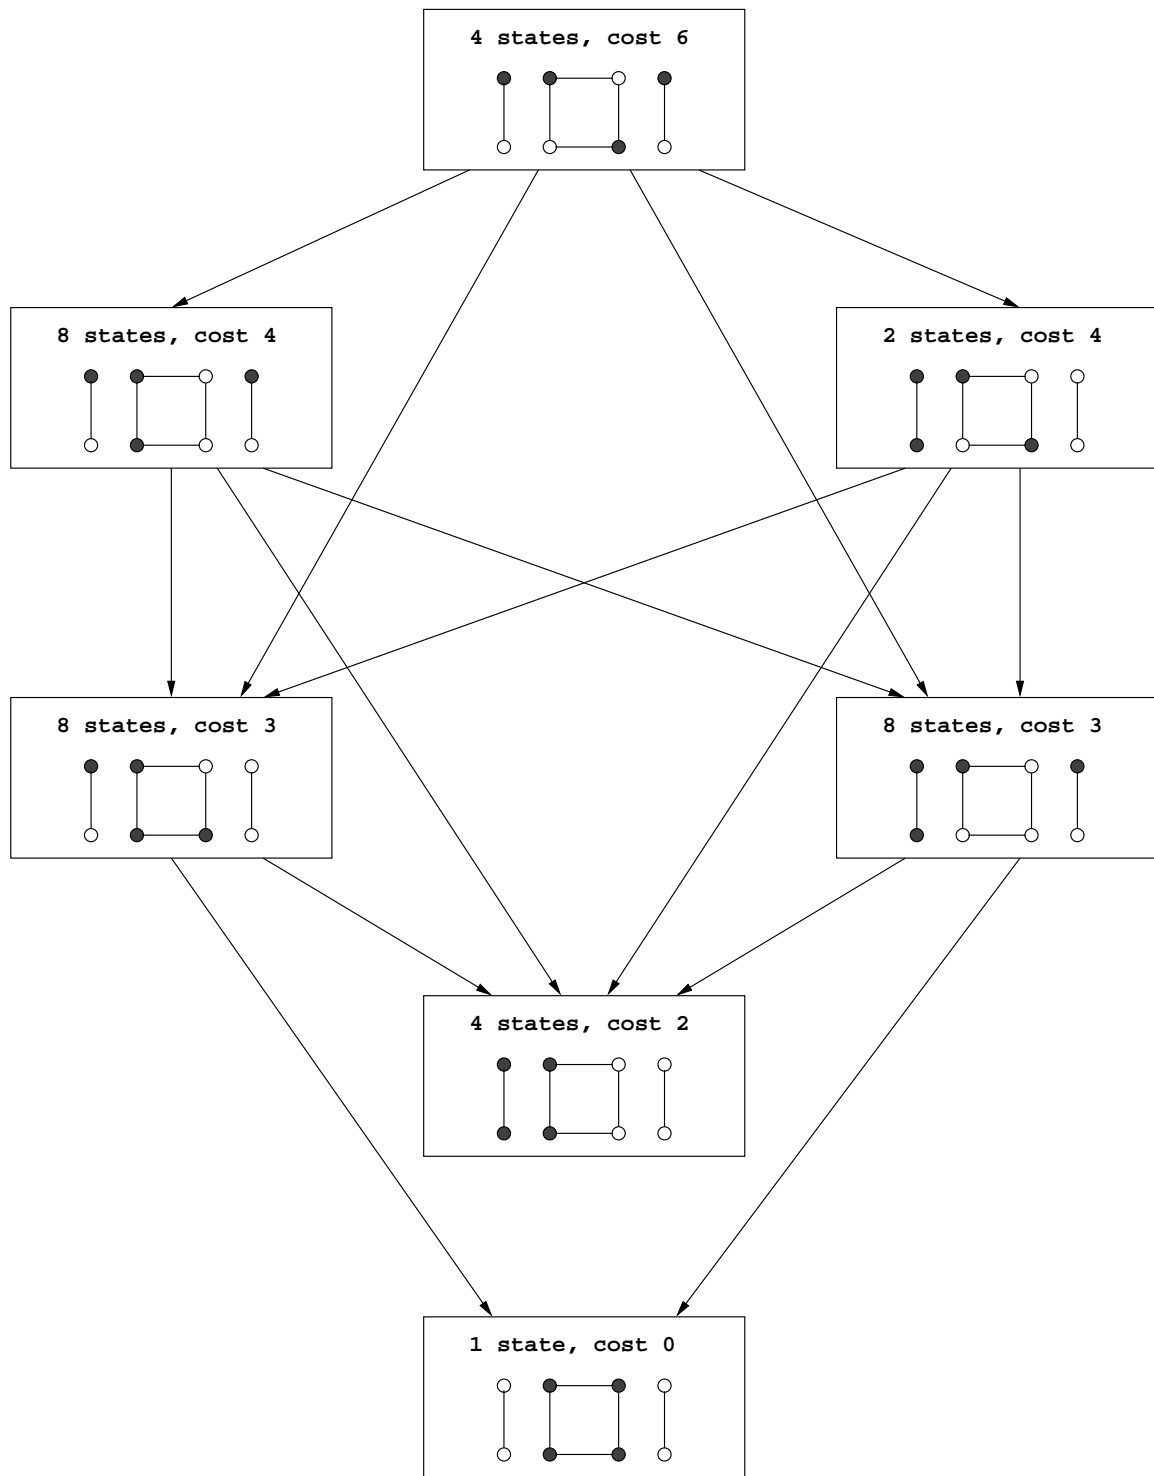 4 states, cost 6
8 states, cost 4
2 states, cost 4
8 states, cost 3
8 states, cost 3
4 states, cost 2
1 state, cost 0